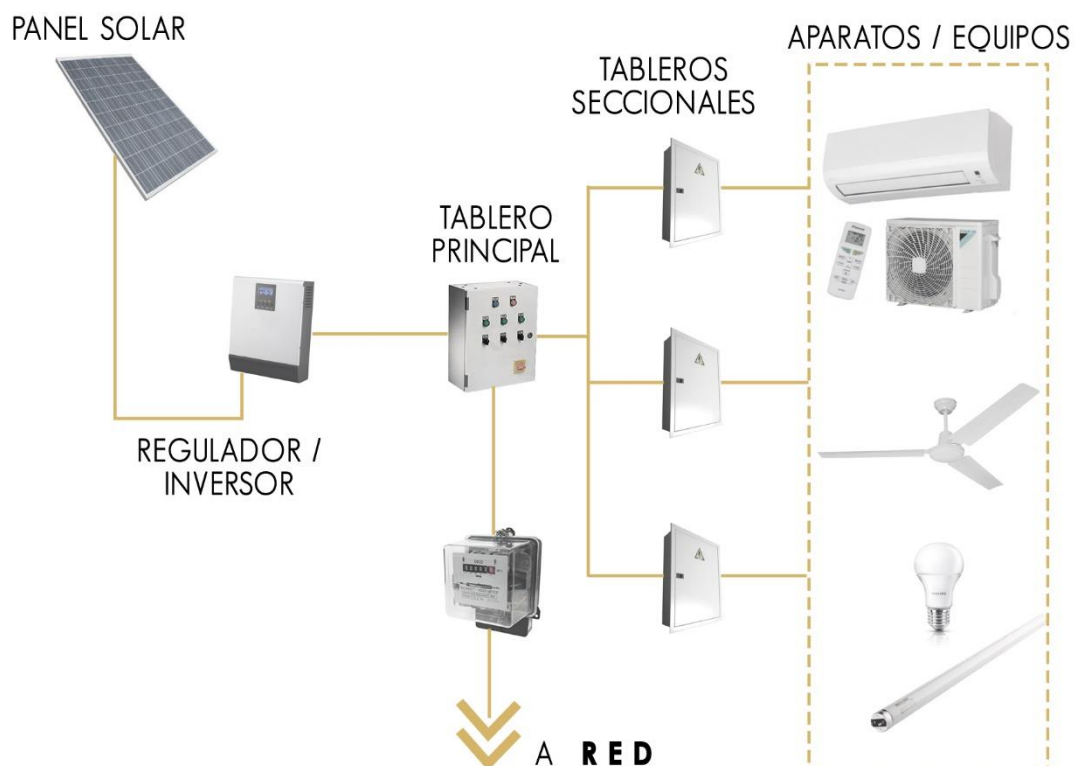 PANEL SOLAR
APARATOS / EQUIPOS
TABLEROS
SECCIONALES
TABLERO
PRINCIPAL
REGULADOR /
INVERSOR
A RED